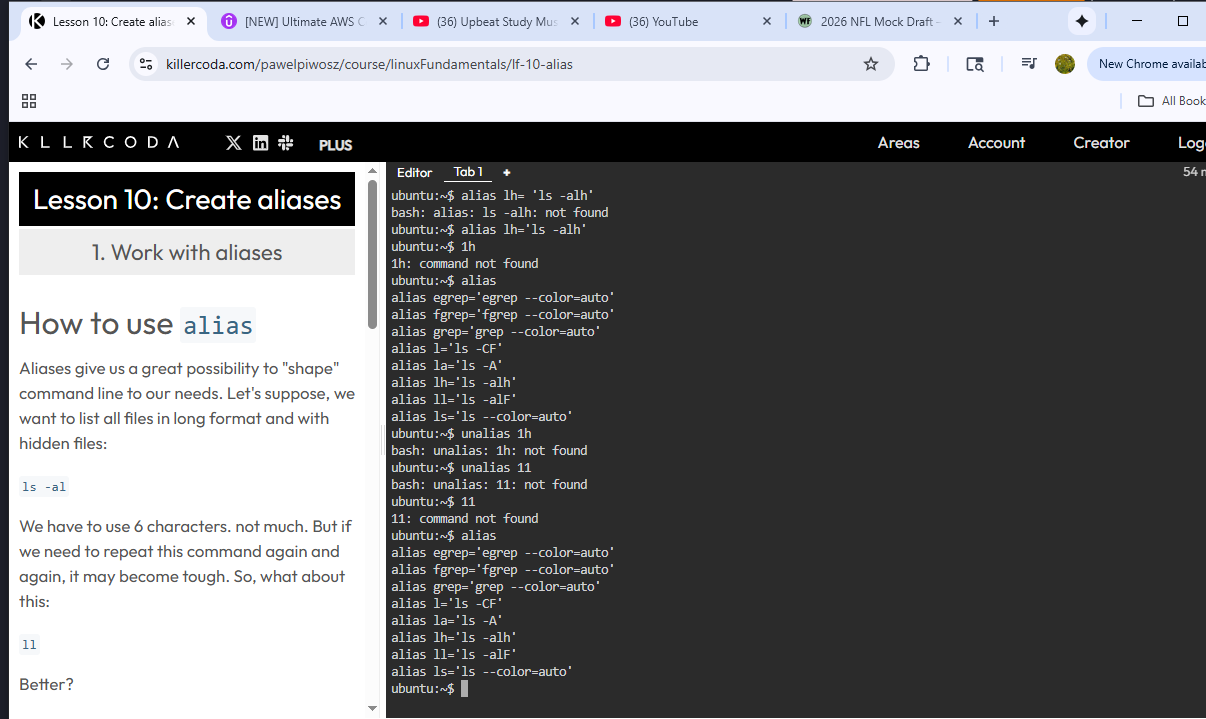 Lesson 10: Create alias
[NEW] Ultimate AWS C
(36) Upbeat Study Mus
(36) YouTube
2026 NFL Mock Draft -
killercoda.com/pawelpiwosz/course/linuxFundamentals/lf-10-alias
New Chrome availab
All Book
KILLERCODA
PLUS
Areas
Account
Creator
Log
Lesson 10: Create aliases
1. Work with aliases
How to use alias
Aliases give us a great possibility to "shape"
command line to our needs. Let's suppose, we
want to list all files in long format and with
hidden files:
ls -al
We have to use 6 characters. not much. But if
we need to repeat this command again and
again, it may become tough. So, what about
this:
ll
Better?
Editor
Tab 1
+
54 m
ubuntu:~$ alias lh= 'ls -alh'
bash: alias: ls -alh: not found
ubuntu:~$ alias lh='ls -alh'
ubuntu:~$ 1h
1h: command not found
ubuntu:~$ alias
alias egrep='egrep --color=auto'
alias fgrep='fgrep --color=auto'
alias grep='grep --color=auto'
alias l='ls -CF'
alias la='ls -A'
alias lh='ls -alh'
alias ll='ls -alF'
alias ls='ls --color=auto'
ubuntu:~$ unalias 1h
bash: unalias: 1h: not found
ubuntu:~$ unalias 11
bash: unalias: 11: not found
ubuntu:~$ 11
11: command not found
ubuntu:~$ alias
alias egrep='egrep --color=auto'
alias fgrep='fgrep --color=auto'
alias grep='grep --color=auto'
alias l='ls -CF'
alias la='ls -A'
alias lh='ls -alh'
alias ll='ls -alF'
alias ls='ls --color=auto'
ubuntu:~$